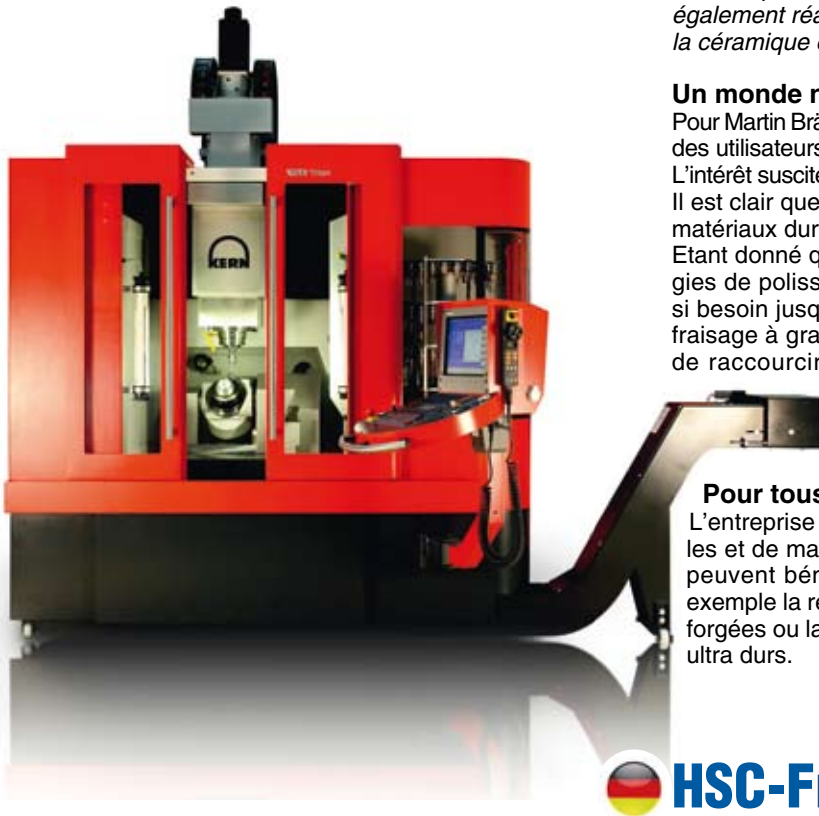 également réa
la céramique e
Un monde n
Pour Martin Brä
des utilisateurs
L'intérêt suscité
Il est clair que
matériaux dur
Etant donné q
gies de poliss
si besoin jusq
fraisage à gra
de raccourcir
KERN
Pour tous
L'entreprise
les et de ma
peuvent bén
exemple la re
forgées ou la
ultra durs.
HSC-Fr